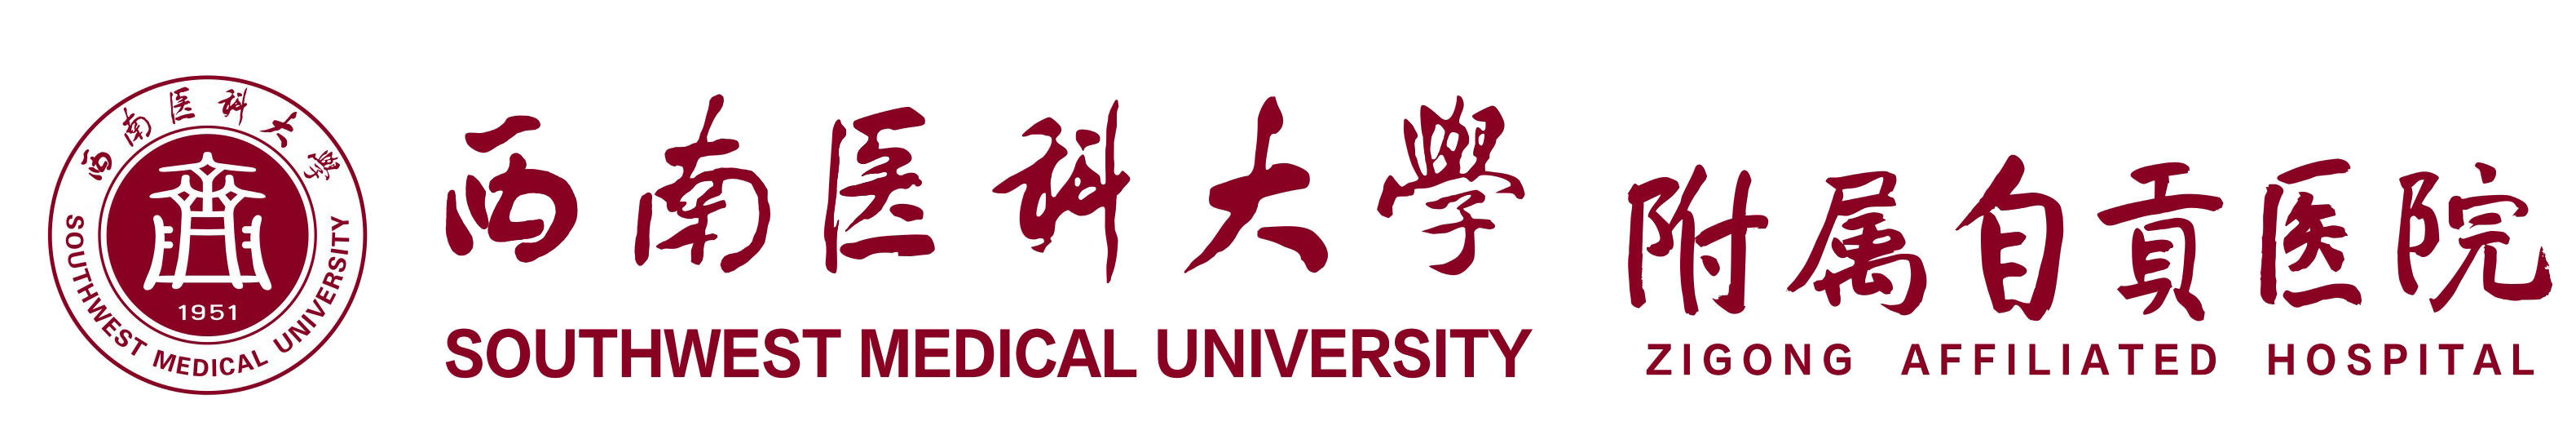 西南医科大學
SOUTHWEST MEDICAL UNIVERSITY
1951
西南医科大學
SOUTHWEST MEDICAL UNIVERSITY
附属自贡医院
ZIGONG AFFILIATED HOSPITAL